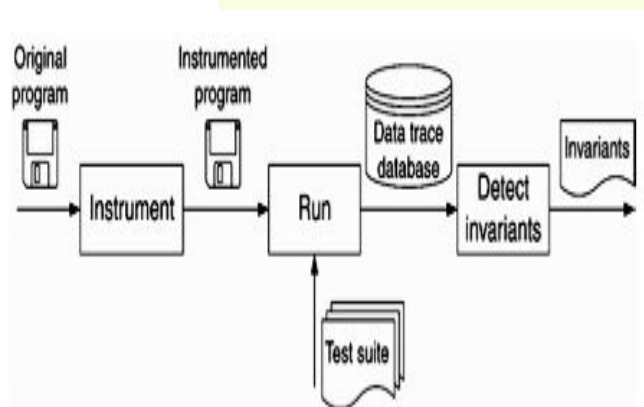 Original
program
Instrumented
program
Data trace
database
Invariants
Instrument
Run
Detect
invariants
Test suite